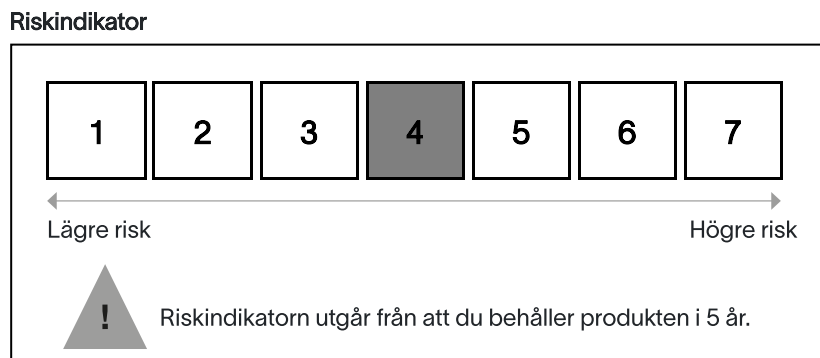 Riskindikator
1 2 3 4 5 6 7
Lägre risk Högre risk
! Riskindikatorn utgår från att du behåller produkten i 5 år.